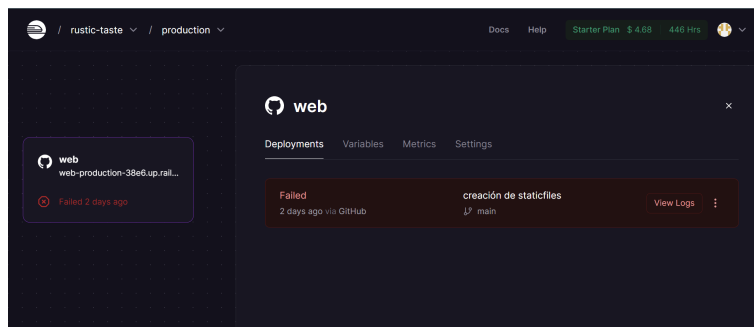 / rustic-taste / production
Docs Help Starter Plan $ 4.68 446 Hrs
web
web-production-38e6.up.rail...
Failed 2 days ago
web
Deployments Variables Metrics Settings
Failed
2 days ago via GitHub
creación de staticfiles
main
View Logs